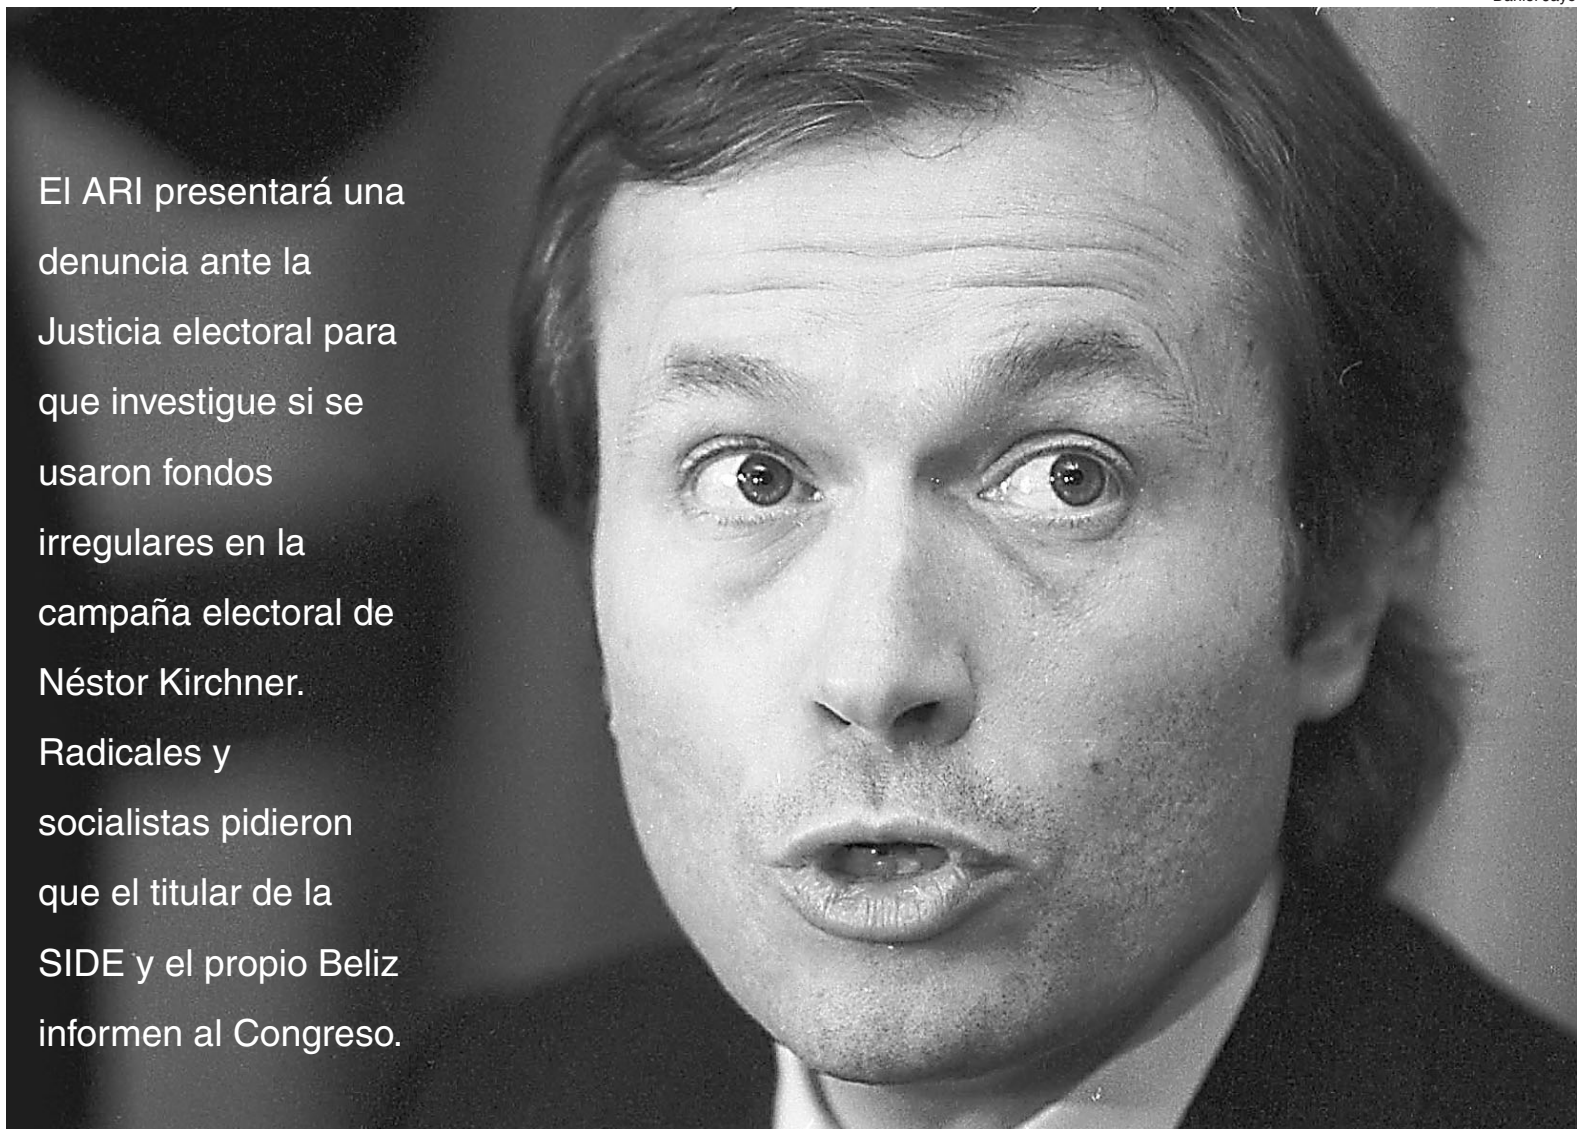 El ARI presentará una
denuncia ante la
Justicia electoral para
que investigue si se
usaron fondos
irregulares en la
campaña electoral de
Néstor Kirchner.
Radicales y
socialistas pidieron
que el titular de la
SIDE y el propio Beliz
informen al Congreso.